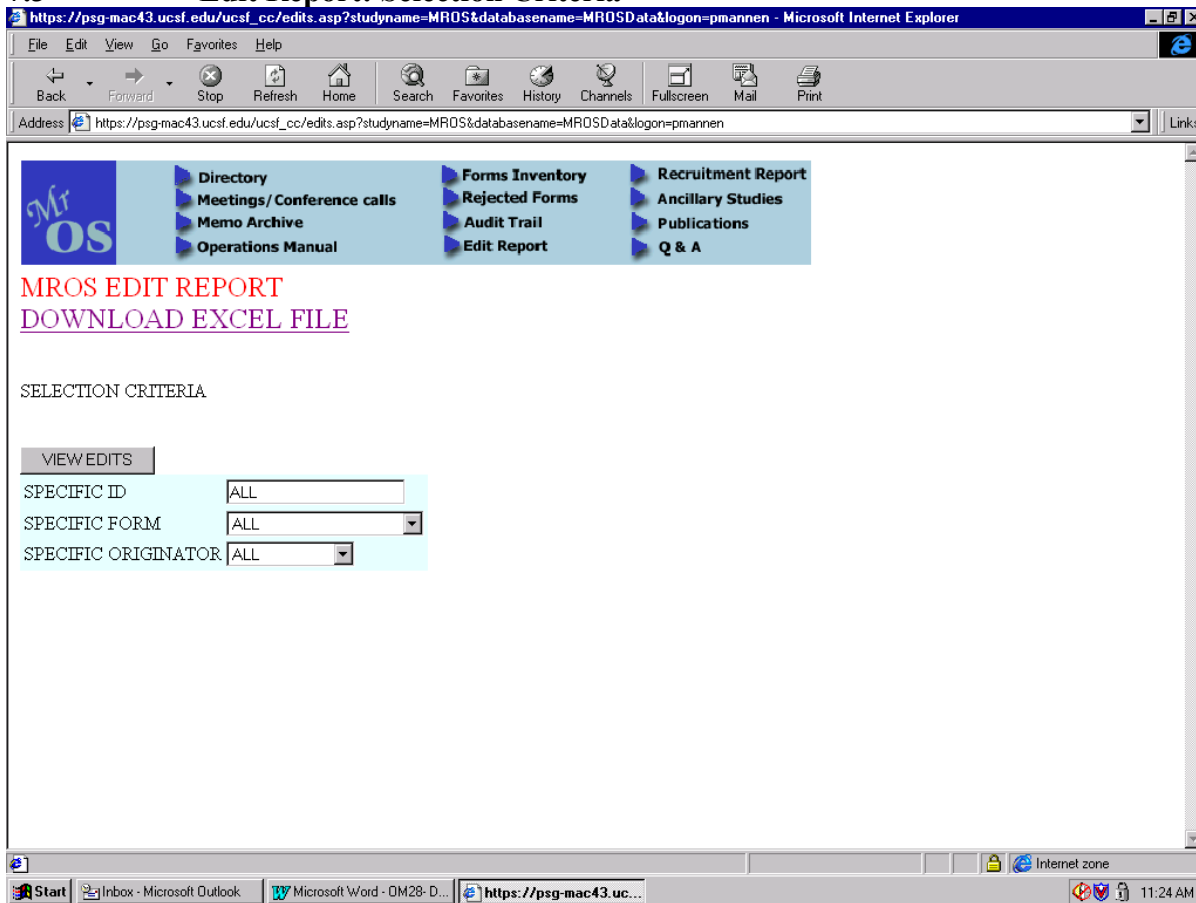 Edit Report: Selection Criteria
https://psg-mac43.ucsf.edu/ucsf_cc/edits.asp?studyname=MROS&databasename=MROSData&logon=pmannen - Microsoft Internet Explorer
File Edit View Go Favorites Help
Back Forward Stop Refresh Home Search Favorites History Channels Fullscreen Mail Print
Address https://psg-mac43.ucsf.edu/ucsf_cc/edits.asp?studyname=MROS&databasename=MROSData&logon=pmannen Links
Mr OS
Directory Forms Inventory Recruitment Report
Meetings/Conference calls Rejected Forms Ancillary Studies
Memo Archive Audit Trail Publications
Operations Manual Edit Report Q & A
MROS EDIT REPORT
DOWNLOAD EXCEL FILE
SELECTION CRITERIA
VIEW EDITS
SPECIFIC ID ALL
SPECIFIC FORM ALL
SPECIFIC ORIGINATOR ALL
Internet zone
Start Inbox - Microsoft Outlook Microsoft Word - OM28- D... https://psg-mac43.uc... 11:24 AM